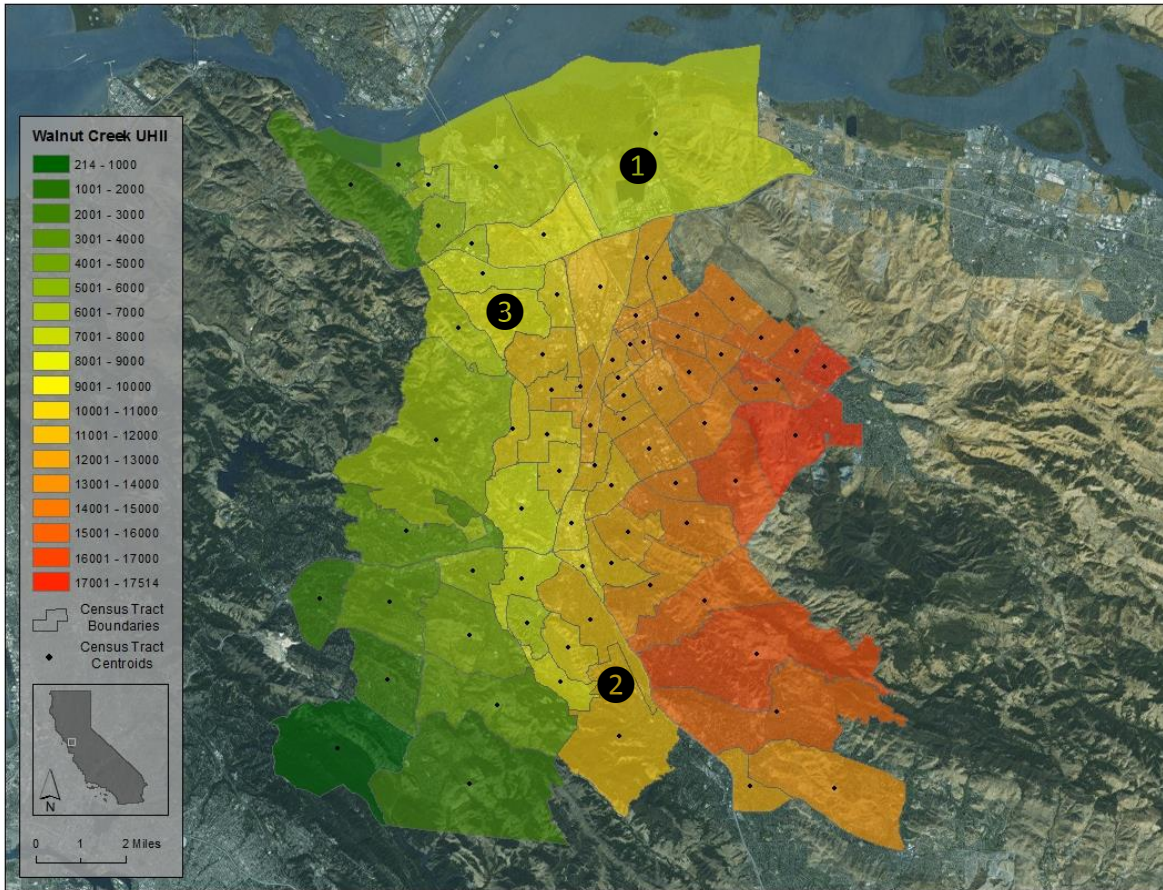 Walnut Creek UHII
214 - 1000
1001 - 2000
2001 - 3000
3001 - 4000
4001 - 5000
5001 - 6000
6001 - 7000
7001 - 8000
8001 - 9000
9001 - 10000
10001 - 11000
11001 - 12000
12001 - 13000
13001 - 14000
14001 - 15000
15001 - 16000
16001 - 17000
17001 - 17514
Census Tract
Boundaries
Census Tract
Centroids
N
0 1 2 Miles
1
3
2